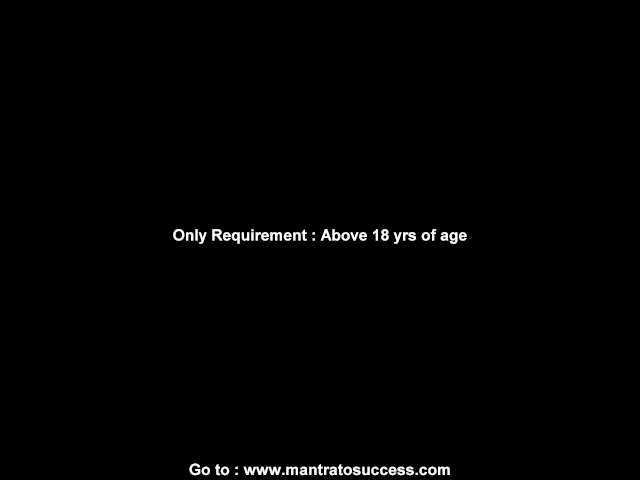 Only Requirement : Above 18 yrs of age
Go to : www.mantratosuccess.com